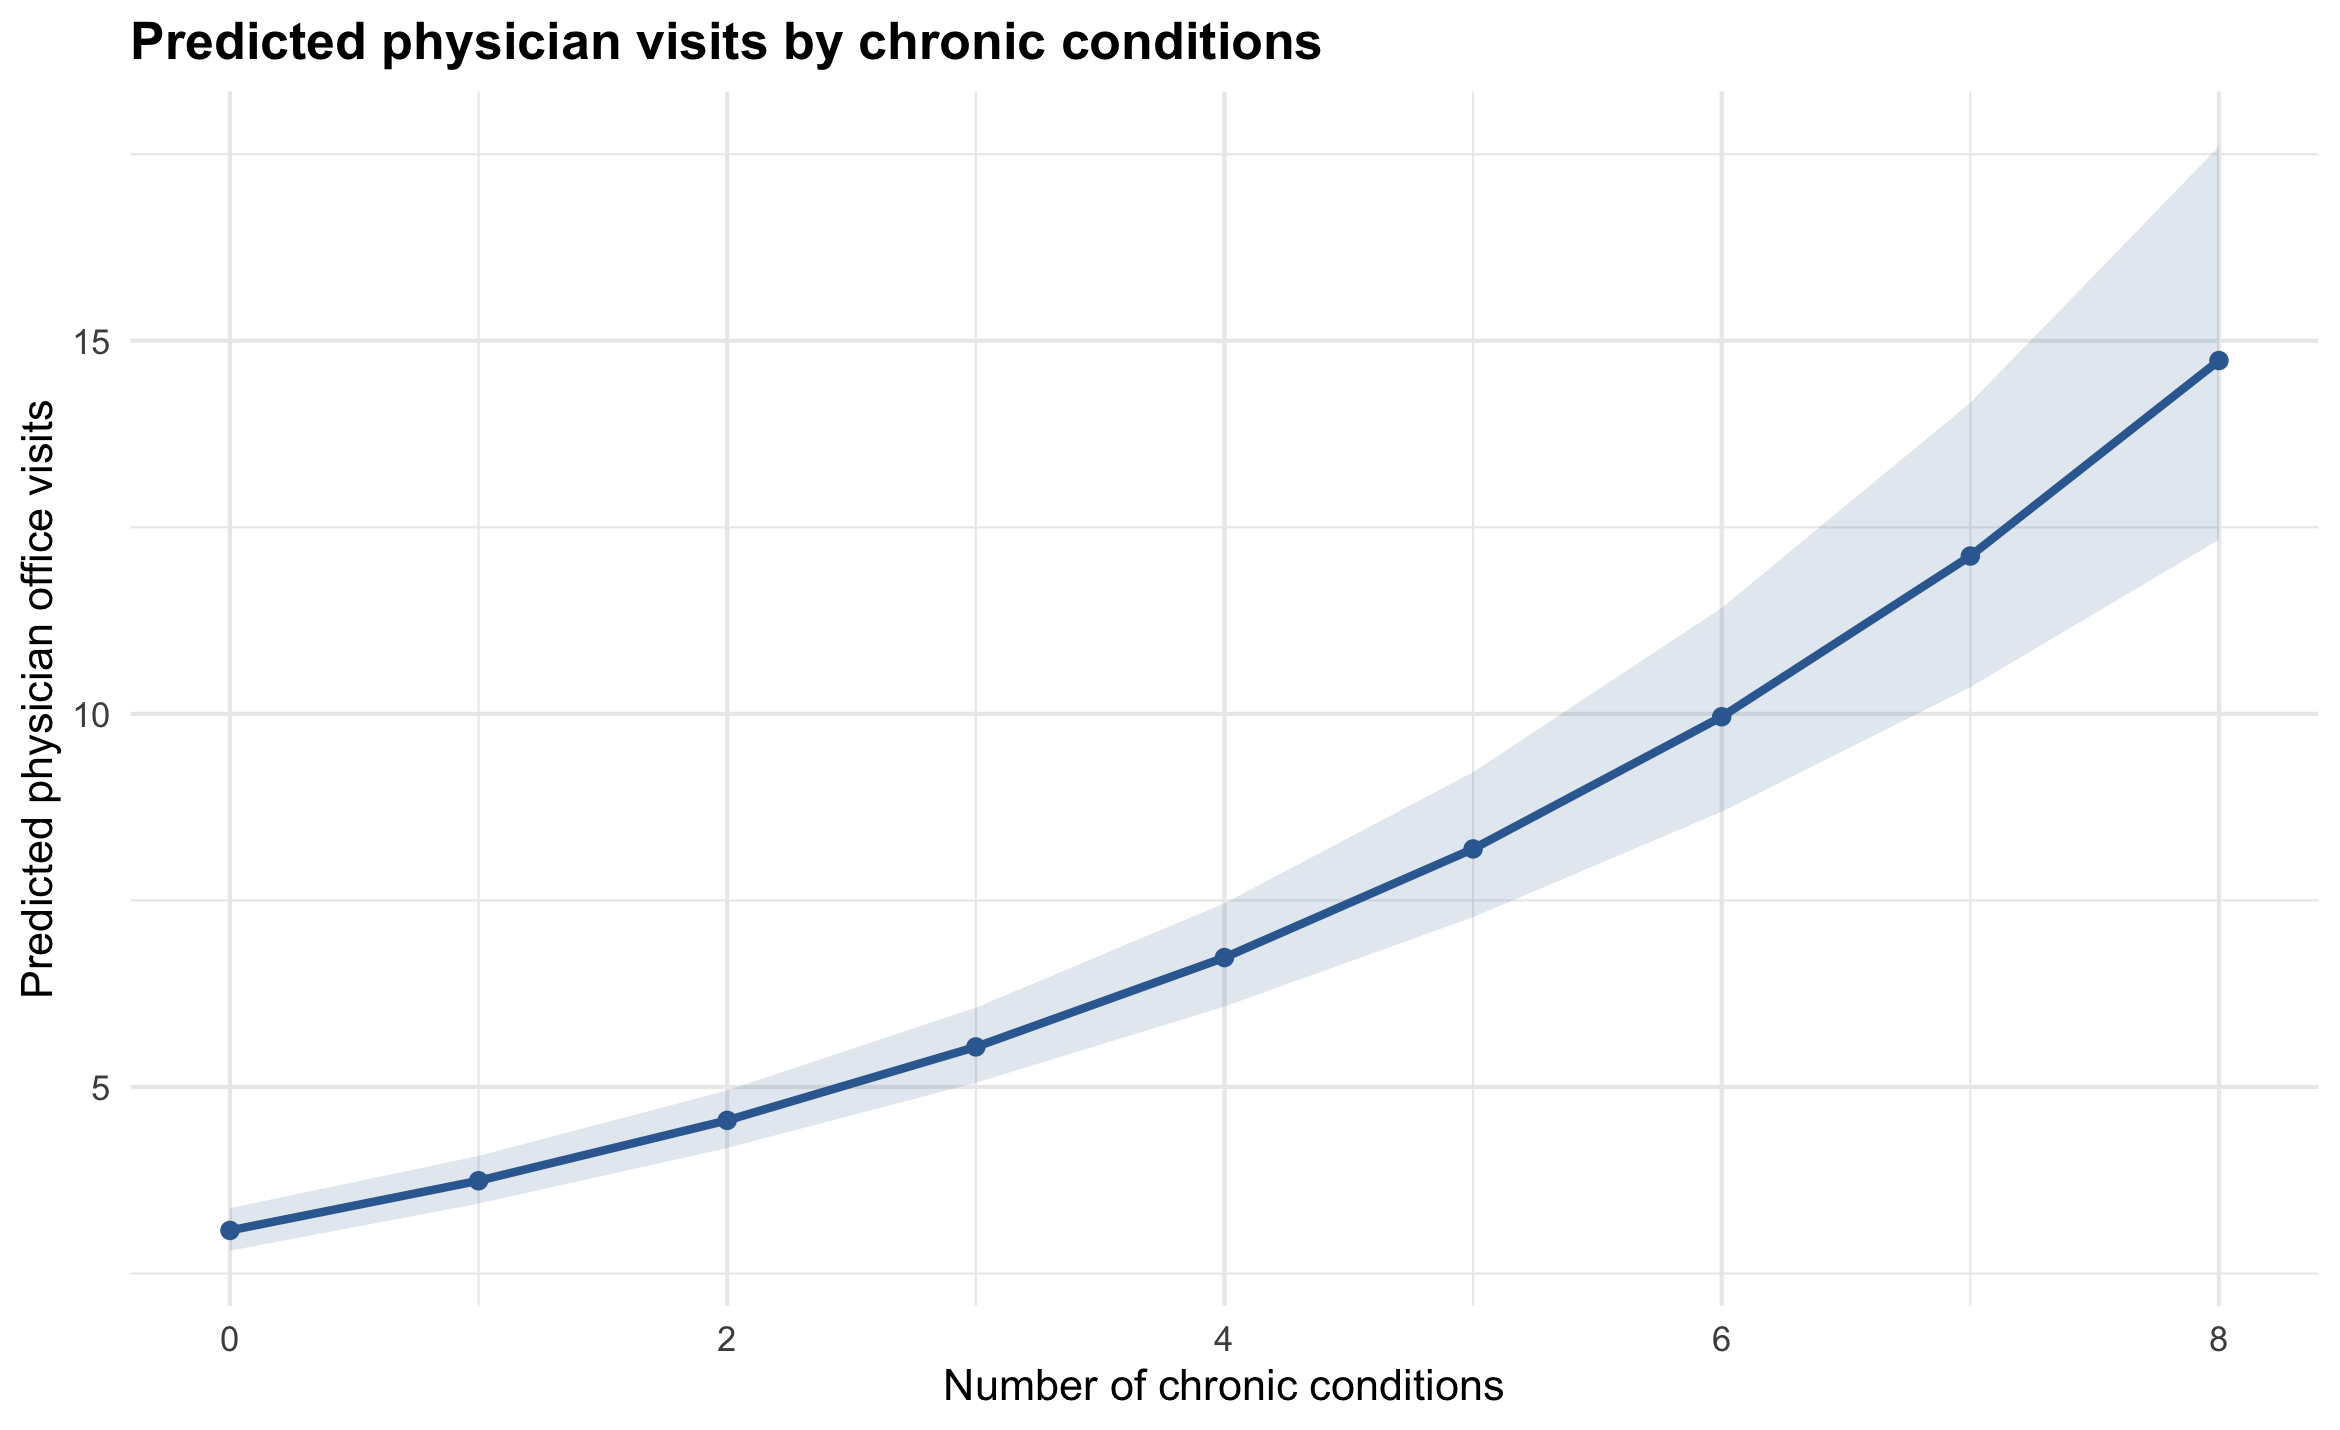 Predicted physician visits by chronic conditions
Predicted physician office visits
15
10
5
0
2
4
6
8
Number of chronic conditions